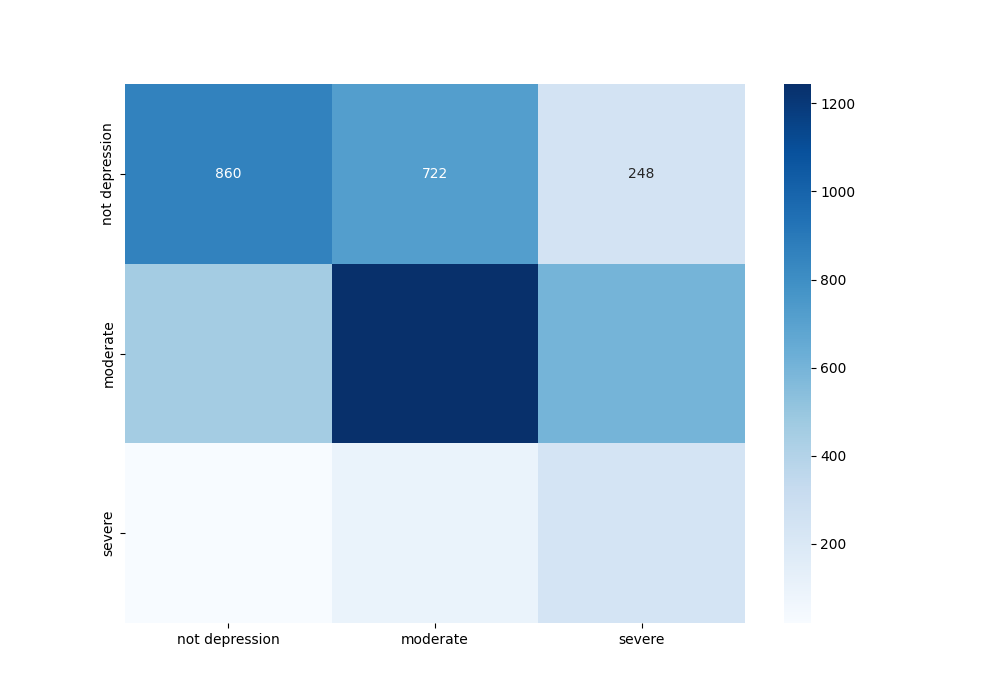 not depression 860 722 248
moderate
severe
not depression moderate severe
1200
1000
800
600
400
200